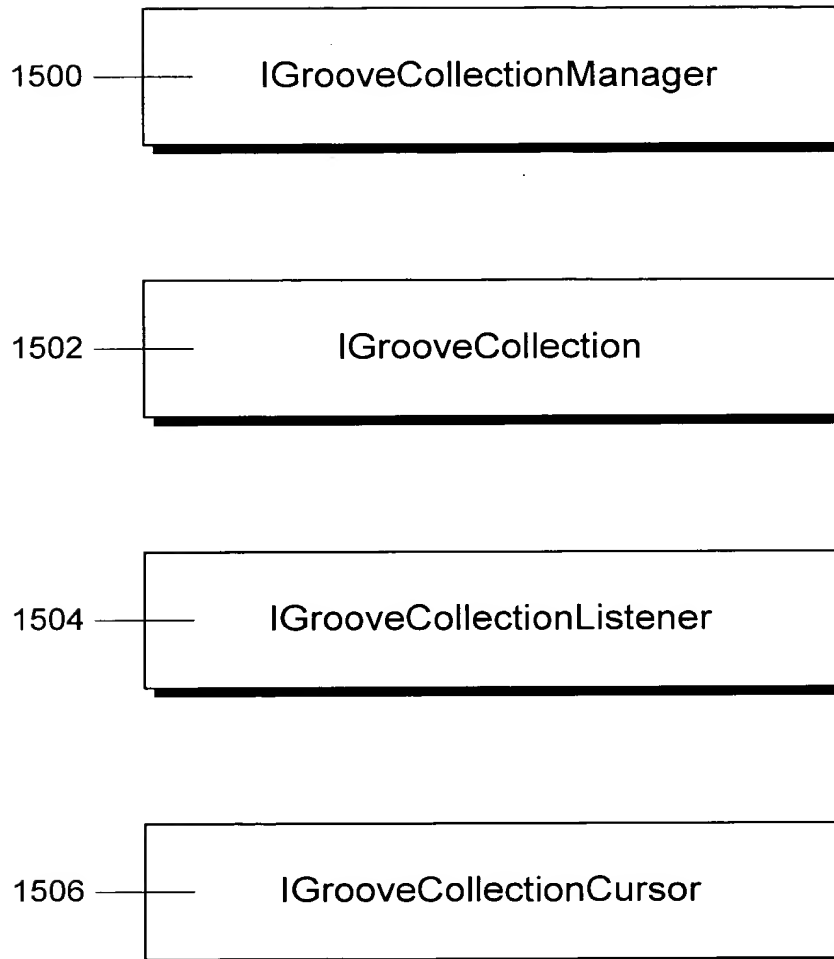 1500 IGrooveCollectionManager
1502 IGrooveCollection
1504 IGrooveCollectionListener
1506 IGrooveCollectionCursor